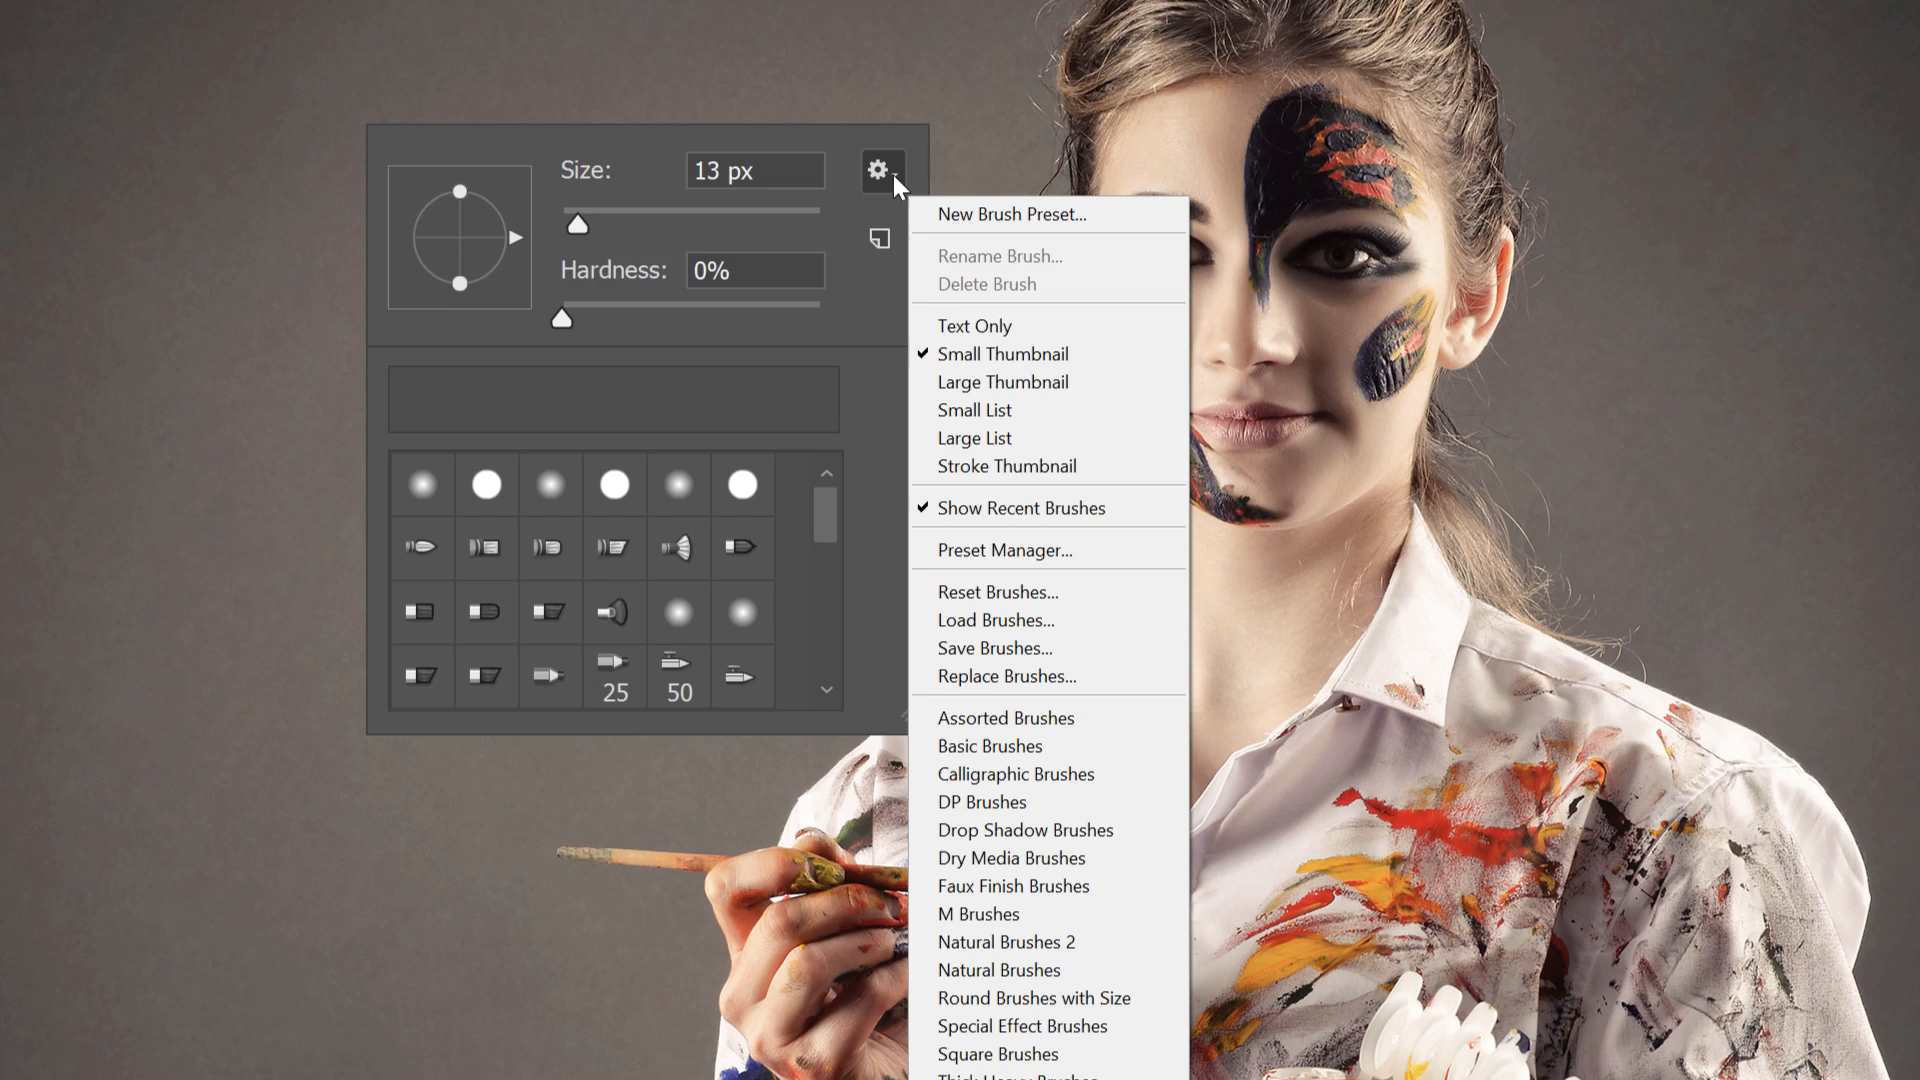 Size:
13 px
Hardness:
0%
25
50
New Brush Preset...
Rename Brush...
Delete Brush
Text Only
Small Thumbnail
Large Thumbnail
Small List
Large List
Stroke Thumbnail
Show Recent Brushes
Preset Manager...
Reset Brushes...
Load Brushes...
Save Brushes...
Replace Brushes...
Assorted Brushes
Basic Brushes
Calligraphic Brushes
DP Brushes
Drop Shadow Brushes
Dry Media Brushes
Faux Finish Brushes
M Brushes
Natural Brushes 2
Natural Brushes
Round Brushes with Size
Special Effect Brushes
Square Brushes
Thick Heavy Brushes